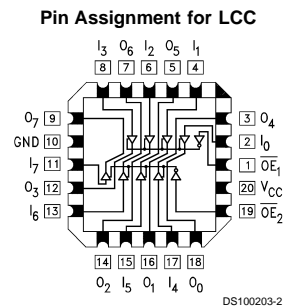 Pin Assignment for LCC
I3 O6 I2 O5 I1
8 7 6 5 4
O7 9
GND 10
I7 11
O3 12
I6 13
3 O4
2 I0
1 OE1
20 VCC
19 OE2
14 15 16 17 18
O2 I5 O1 I4 O0
DS100203-2